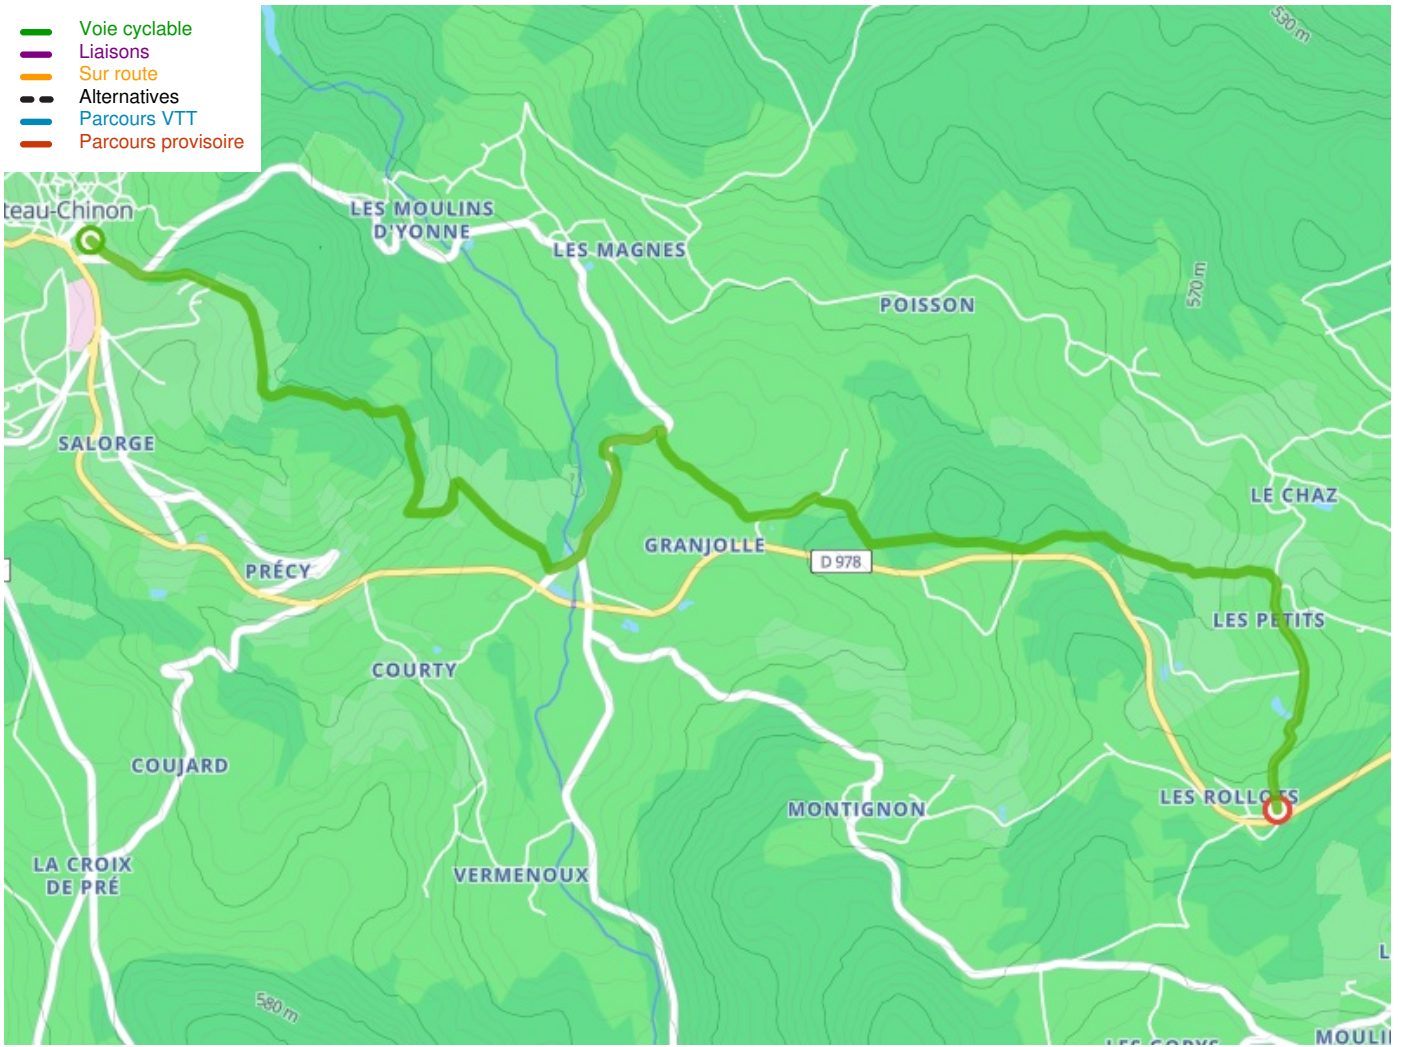 Voie cyclable
Liaisons
Sur route
Alternatives
Parcours VTT
Parcours provisoire
530 m
teau-Chinon
LES MOULINS
D'YONNE
LES MAGNES
570 m
POISSON
SALORGE
LE CHAZ
GRANJOLLE
D 978
PRÉCY
LES PETITS
COURTY
COUJARD
LES ROLLOTS
MONTIGNON
LA CROIX
DE PRÉ
VERMENOUX
L
580 m
MOULI